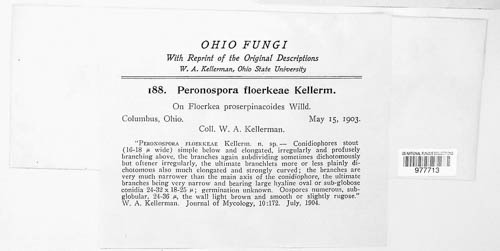 OHIO FUNGI
With Reprint of the Original Descriptions
W. A. Kellerman, Ohio State University
188. Peronospora floerkeae Kellerm.
On Floerkea proserpinacoides Willd.
Columbus, Ohio. May 15, 1903.
Coll. W. A. Kellerman.
"PERONOSPORA FLOERKEAE Kellerm. n. sp.— Conidiophores stout
(16-18 μ wide) simple below and elongated, irregularly and profusely
branching above, the branches again subdividing sometimes dichotomously
but oftener irregularly, the ultimate branchlets more or less plainly di-
chotomous also much elongated and strongly curved; the branches are
very much narrower than the main axis of the conidiophore, the ultimate
branches being very narrow and bearing large hyaline oval or sub-globose
conidia 24-32 x 18-25 μ; germination unknown. Oospores numerous, sub-
globular, 24-36 μ, the wall light brown and smooth or slightly rugose."
W. A. Kellerman. Journal of Mycology, 10:172. July, 1904.
US NATIONAL FUNGUS COLLECTIONS
977713